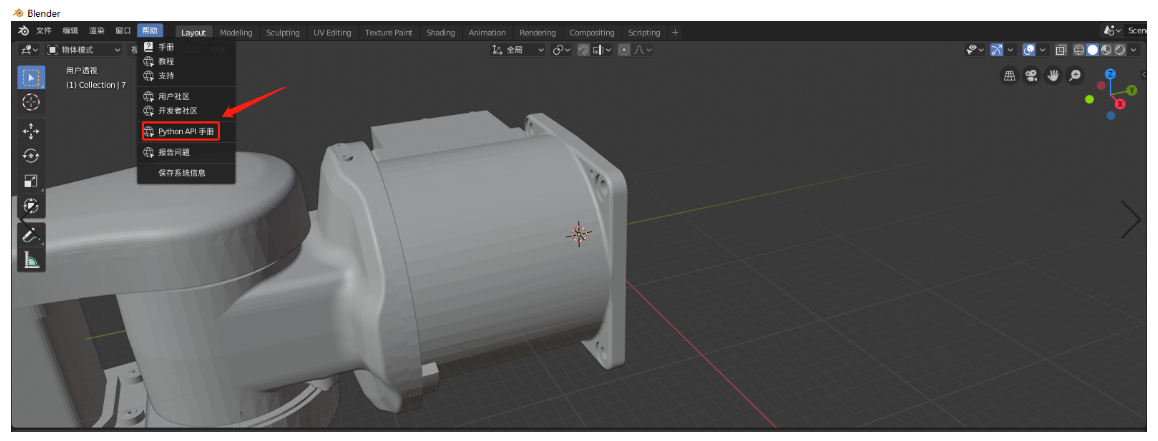 Blender
文件 编辑 渲染 窗口 帮助 Layout Modeling Sculpting UV Editing Texture Paint Shading Animation Rendering Compositing Scripting + Scen
物体模式 全局
用户透视
(1) Collection | 7
手册
教程
支持
用户社区
开发者社区
Python API 手册
报告问题
保存系统信息
Z
Y
X